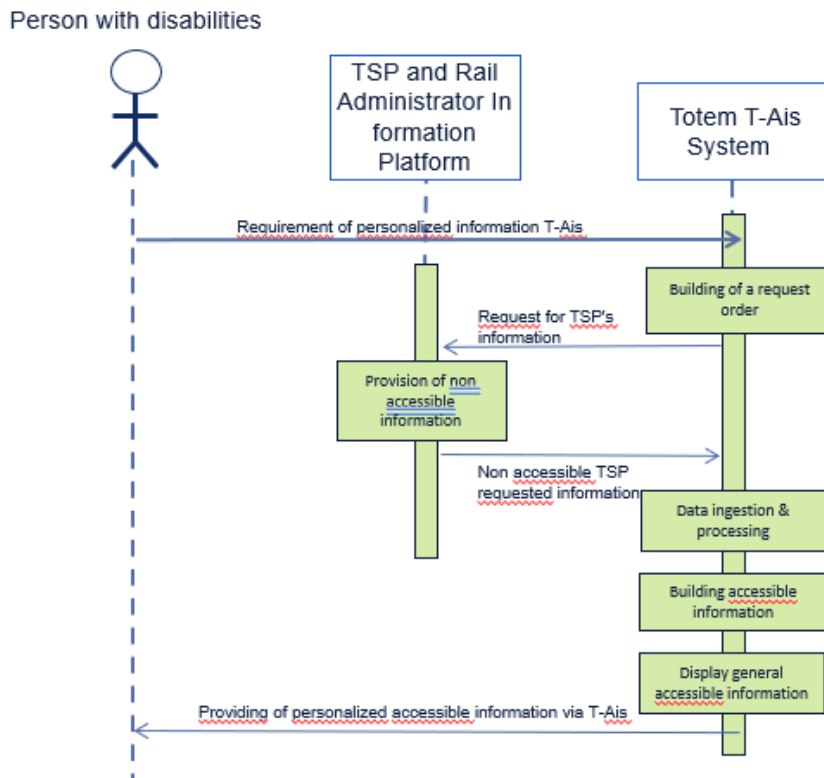 Person with disabilities
TSP and Rail
Administrator In
formation
Platform
Totem T-Ais
System
Requirement of personalized information T-Ais
Building of a request
order
Request for TSP's
information
Provision of non
accessible
information
Non accessible TSP
requested information
Data ingestion &
processing
Building accessible
information
Display general
accessible information
Providing of personalized accessible information via T-Ais